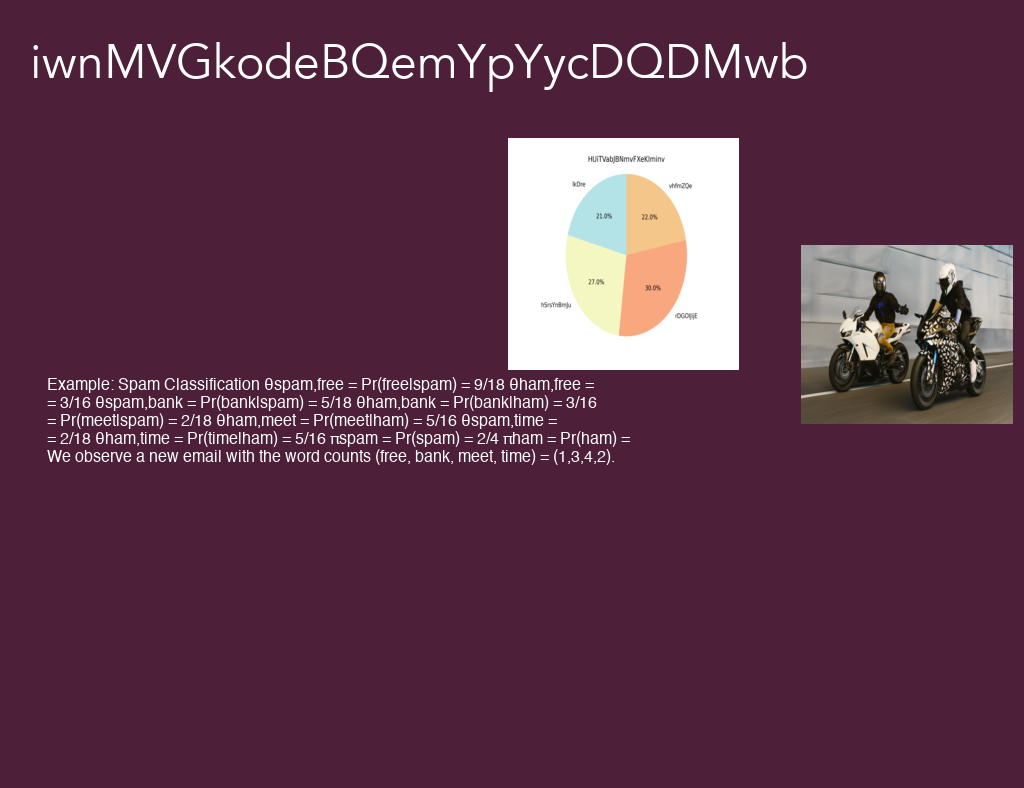 iwnMVGkodeBQemYpYycDQDMwb
HUiTVabJBNmvFXeKIminv
lkDre
vhfmZQe
21.0%
22.0%
27.0%
30.0%
hSrsYnBmJu
rDGOIJijE
Example: Spam Classification θspam,free = Pr(free|spam) = 9/18 θham,free =
= 3/16 θspam,bank = Pr(bank|spam) = 5/18 θham,bank = Pr(bank|ham) = 3/16
= Pr(meet|spam) = 2/18 θham,meet = Pr(meet|ham) = 5/16 θspam,time =
= 2/18 θham,time = Pr(time|ham) = 5/16 πspam = Pr(spam) = 2/4 πham = Pr(ham) =
We observe a new email with the word counts (free, bank, meet, time) = (1,3,4,2).